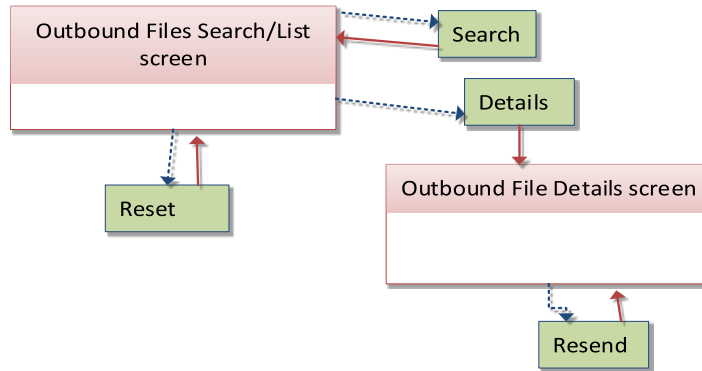 Outbound Files Search/List
screen
Search
Details
Reset
Outbound File Details screen
Resend